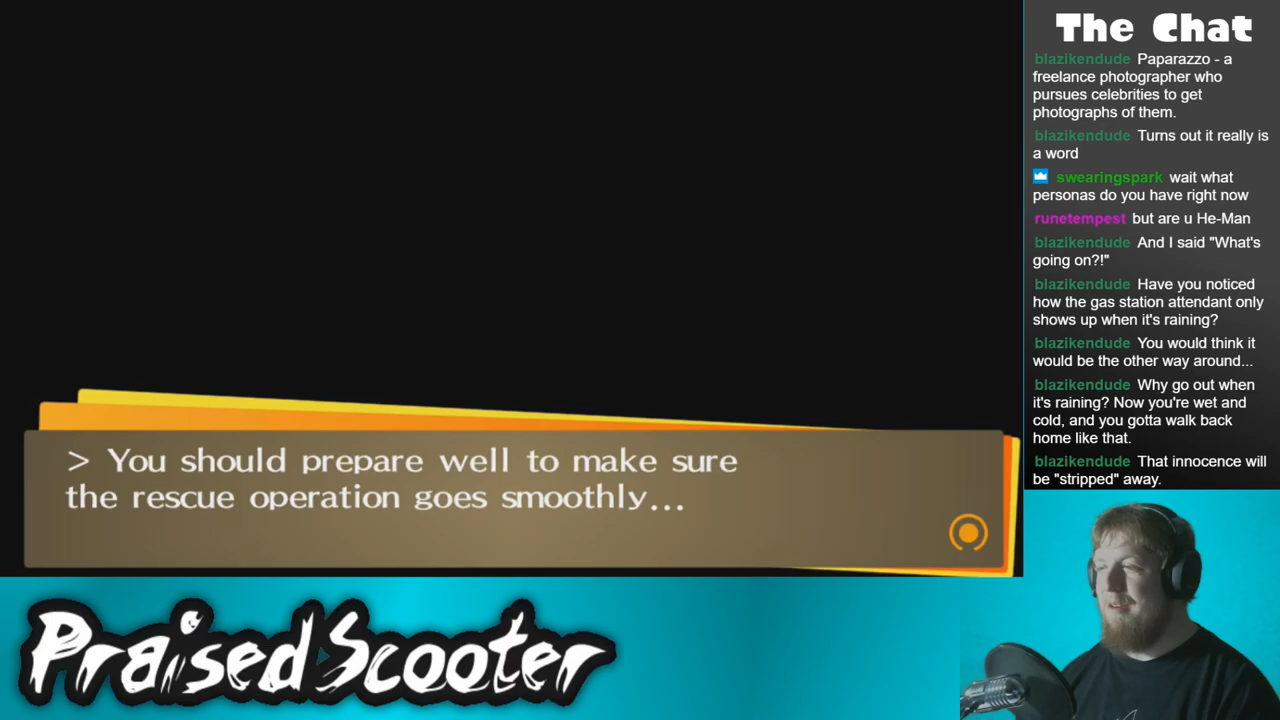 The Chat
blazikendude Paparazzo - a
freelance photographer who
pursues celebrities to get
photographs of them.
blazikendude Turns out it really is
a word
swearingspark wait what
personas do you have right now
runetempest but are u He-Man
blazikendude And I said "What's
going on?!"
blazikendude Have you noticed
how the gas station attendant only
shows up when it's raining?
blazikendude You would think it
would be the other way around...
blazikendude Why go out when
it's raining? Now you're wet and
cold, and you gotta walk back
home like that.
blazikendude That innocence will
be "stripped" away.
> You should prepare well to make sure
the rescue operation goes smoothly...
PraisedScooter